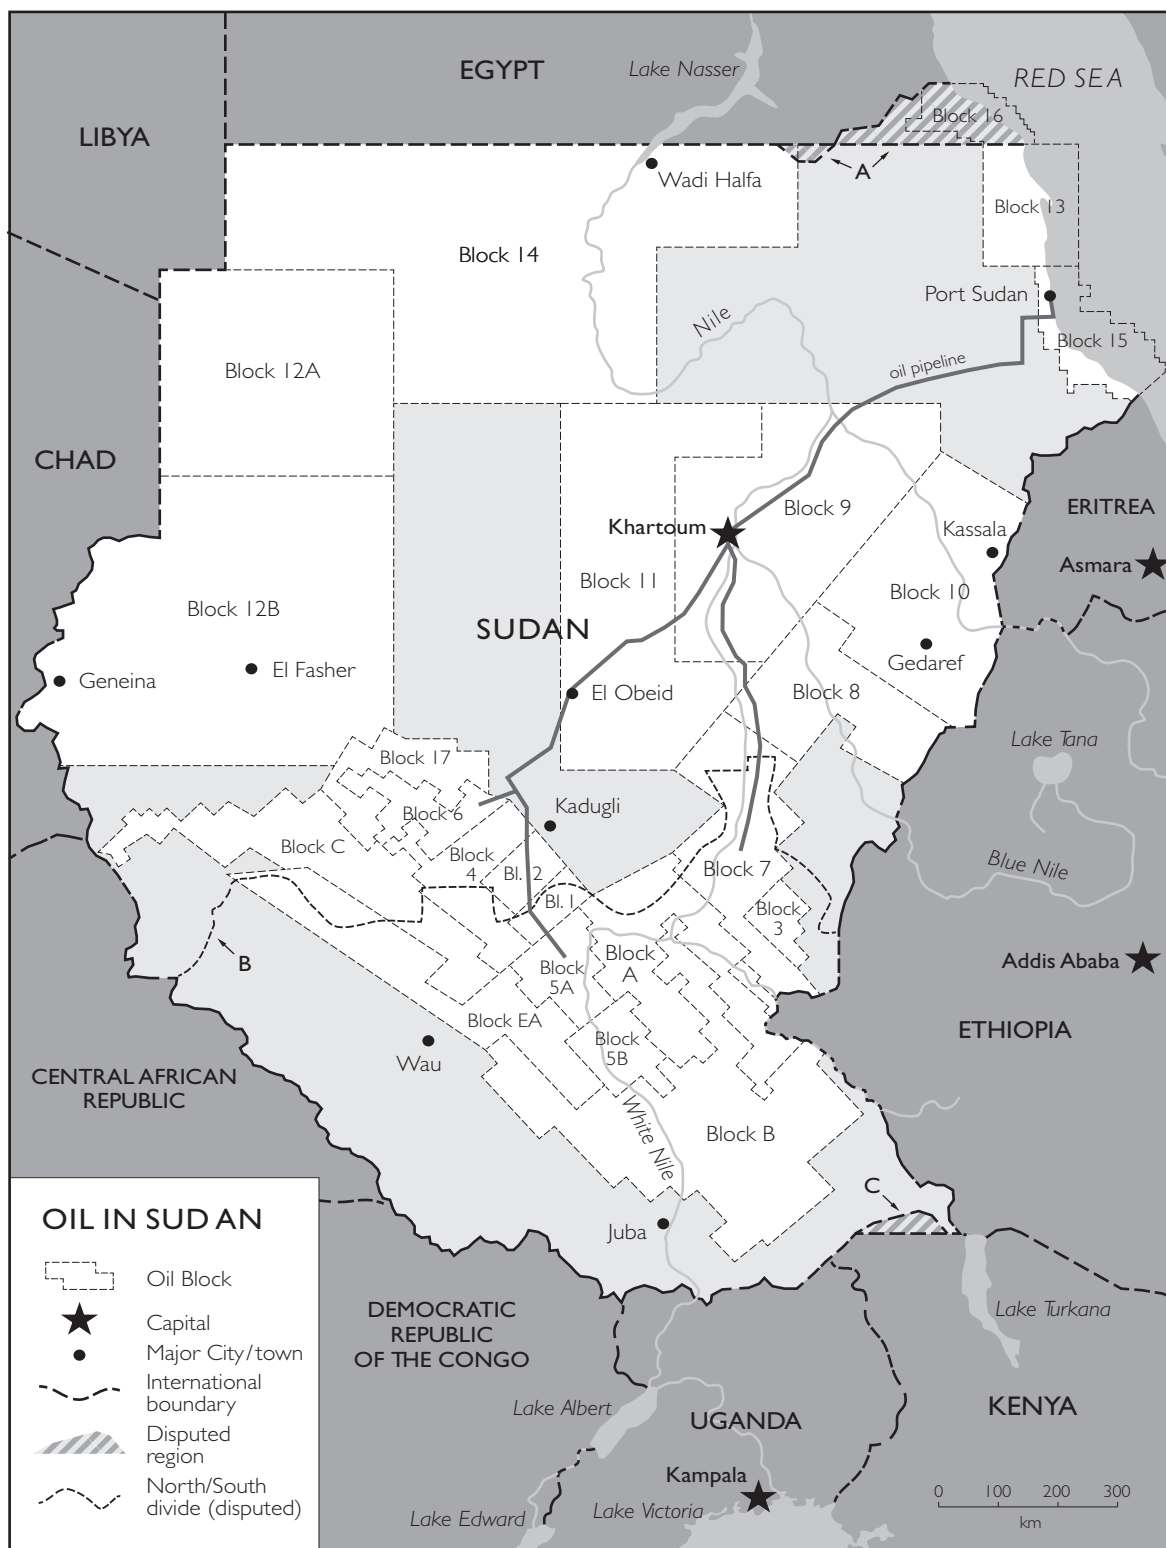 EGYPT
Lake Nasser
RED SEA
LIBYA
Block 16
A
Wadi Halfa
Block 13
Block 14
Port Sudan
Nile
Block 15
oil pipeline
Block 12A
CHAD
Block 9
ERITREA
Khartoum
Kassala
Asmara
Block 11
Block 10
Block 12B
SUDAN
Gedaref
El Fasher
Geneina
El Obeid
Block 8
Lake Tana
Block 17
Kadugli
Block 6
Block C
Block
4
Bl. 2
Block 7
Blue Nile
Bl. 1
Block
3
B
Block
A
Block
5A
Addis Ababa
Block EA
ETHIOPIA
Block
5B
Wau
CENTRAL AFRICAN
REPUBLIC
White Nile
Block B
C
Juba
OIL IN SUDAN
Oil Block
Capital
Major City/town
International
boundary
Disputed
region
North/South
divide (disputed)
DEMOCRATIC
REPUBLIC
OF THE CONGO
Lake Turkana
Lake Albert
UGANDA
KENYA
Kampala
Lake Edward
Lake Victoria
0 100 200 300
km